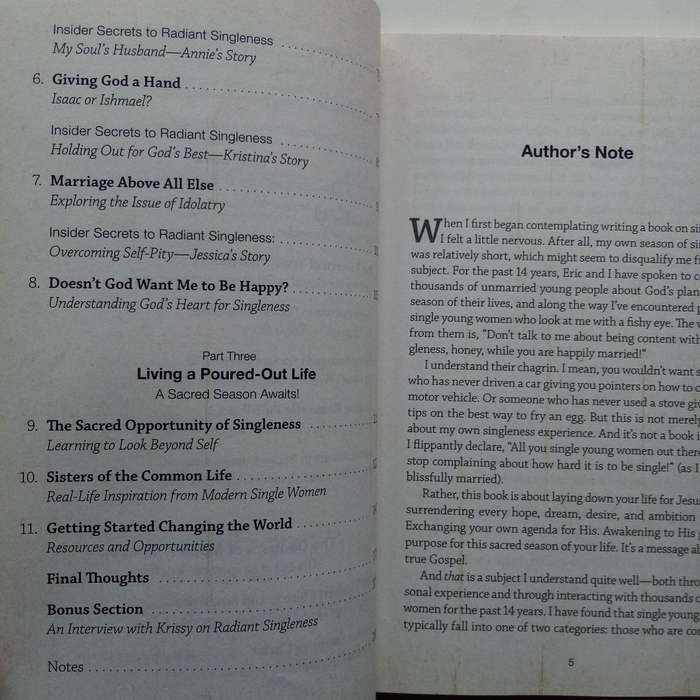 Insider Secrets to Radiant Singleness
My Soul's Husband—Annie's Story
6. Giving God a Hand
Isaac or Ishmael?
Insider Secrets to Radiant Singleness
Holding Out for God's Best—Kristina's Story
7. Marriage Above All Else
Exploring the Issue of Idolatry
Insider Secrets to Radiant Singleness:
Overcoming Self-Pity—Jessica's Story
8. Doesn't God Want Me to Be Happy?
Understanding God's Heart for Singleness
Part Three
Living a Poured-Out Life
A Sacred Season Awaits!
9. The Sacred Opportunity of Singleness
Learning to Look Beyond Self
10. Sisters of the Common Life
Real-Life Inspiration from Modern Single Women
11. Getting Started Changing the World
Resources and Opportunities
Final Thoughts
Bonus Section
An Interview with Krissy on Radiant Singleness
Notes
Author's Note
When I first began contemplating writing a book on
I felt a little nervous. After all, my own season of
was relatively short, which might seem to disqualify me
subject. For the past 14 years, Eric and I have spoken to
thousands of unmarried young people about God's plan
season of their lives, and along the way I've encountered
single young women who look at me with a fishy eye. The
from them is, "Don't talk to me about being content with
gleness, honey, while you are happily married!"
I understand their chagrin. I mean, you wouldn't want
who has never driven a car giving you pointers on how to
motor vehicle. Or someone who has never used a stove
tips on the best way to fry an egg. But this is not merely
about my own singleness experience. And it's not a book
I flippantly declare, "All you single young women out there
stop complaining about how hard it is to be single!" (as I
blissfully married).
Rather, this book is about laying down your life for Jesus
surrendering every hope, dream, desire, and ambition
Exchanging your own agenda for His. Awakening to His
purpose for this sacred season of your life. It's a message
true Gospel.
And that is a subject I understand quite well—both
sonal experience and through interacting with thousands
women for the past 14 years. I have found that single young
typically fall into one of two categories: those who are
5